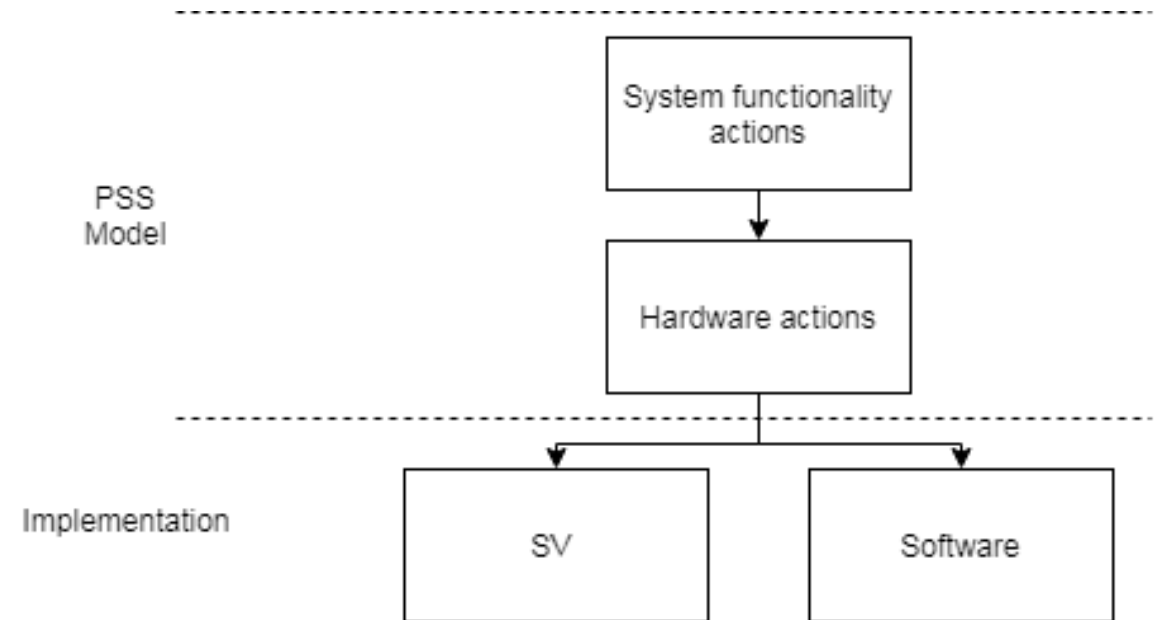 System functionality
actions
PSS
Model
Hardware actions
Implementation
SV
Software